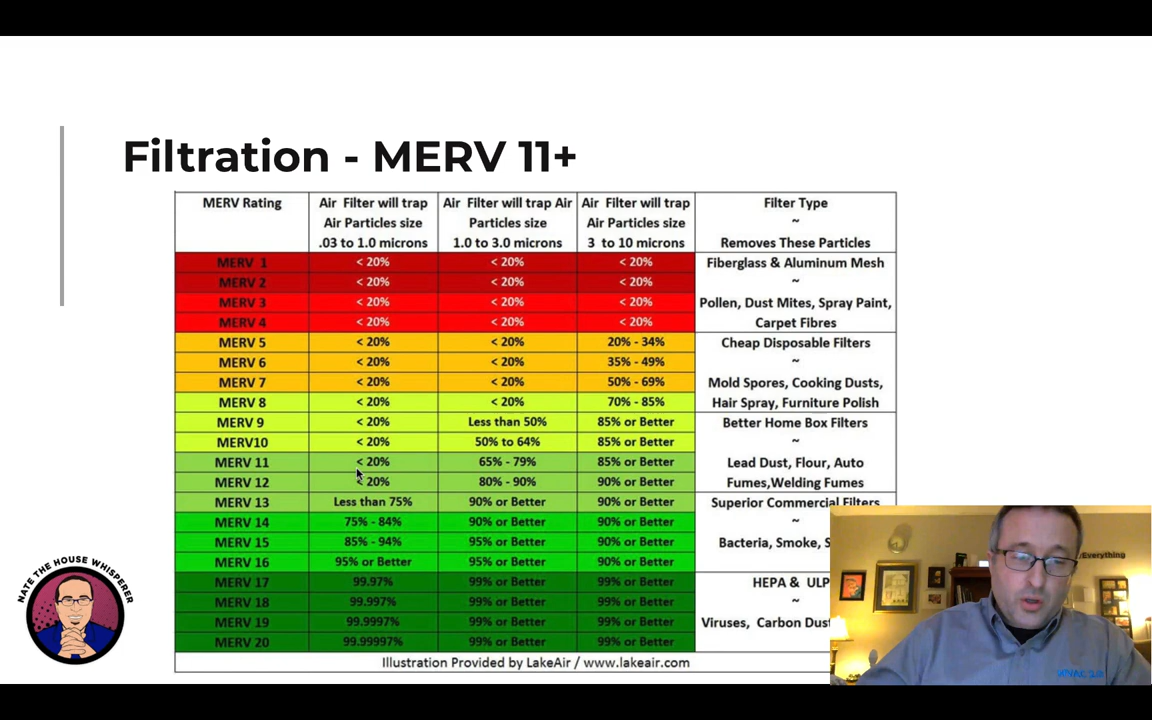 Filtration - MERV 11+
MERV Rating
Air Filter will trap
Air Particles size
.03 to 1.0 microns
Air Filter will trap Air
Particles size
1.0 to 3.0 microns
Air Filter will trap
Air Particles size
3 to 10 microns
Filter Type
~
Removes These Particles
MERV 1 < 20% < 20% < 20% Fiberglass & Aluminum Mesh
MERV 2 < 20% < 20% < 20% ~
MERV 3 < 20% < 20% < 20% Pollen, Dust Mites, Spray Paint,
MERV 4 < 20% < 20% < 20% Carpet Fibres
MERV 5 < 20% < 20% 20% - 34% Cheap Disposable Filters
MERV 6 < 20% < 20% 35% - 49% ~
MERV 7 < 20% < 20% 50% - 69% Mold Spores, Cooking Dusts,
MERV 8 < 20% < 20% 70% - 85% Hair Spray, Furniture Polish
MERV 9 < 20% Less than 50% 85% or Better Better Home Box Filters
MERV10 < 20% 50% to 64% 85% or Better ~
MERV 11 < 20% 65% - 79% 85% or Better Lead Dust, Flour, Auto
MERV 12 < 20% 80% - 90% 90% or Better Fumes,Welding Fumes
MERV 13 Less than 75% 90% or Better 90% or Better Superior Commercial Filters
MERV 14 75% - 84% 90% or Better 90% or Better ~
MERV 15 85% - 94% 95% or Better 90% or Better Bacteria, Smoke, S
MERV 16 95% or Better 95% or Better 90% or Better
MERV 17 99.97% 99% or Better 99% or Better HEPA & ULP
MERV 18 99.997% 99% or Better 99% or Better ~
MERV 19 99.9997% 99% or Better 99% or Better Viruses, Carbon Dust
MERV 20 99.99997% 99% or Better 99% or Better
Illustration Provided by LakeAir / www.lakeair.com
NATE THE HOUSE WHISPERER
/Everything
HVAC 2.0